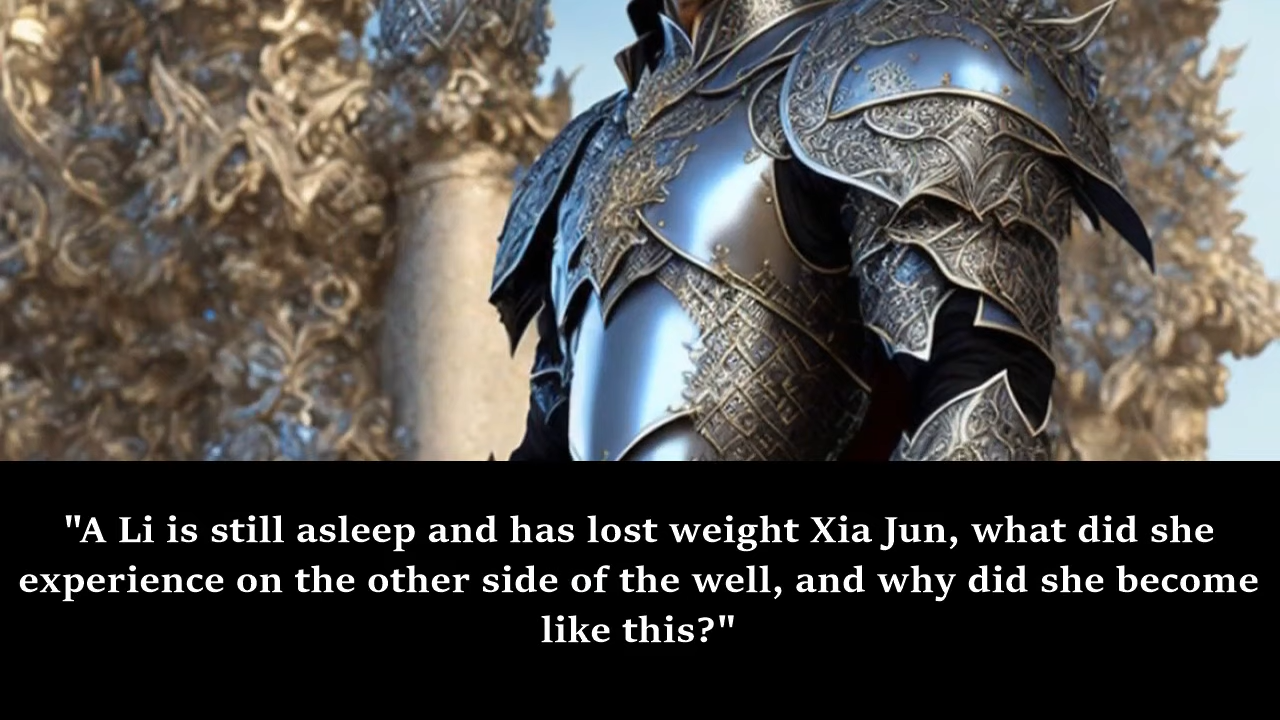 "A Li is still asleep and has lost weight Xia Jun, what did she
experience on the other side of the well, and why did she become
like this?"